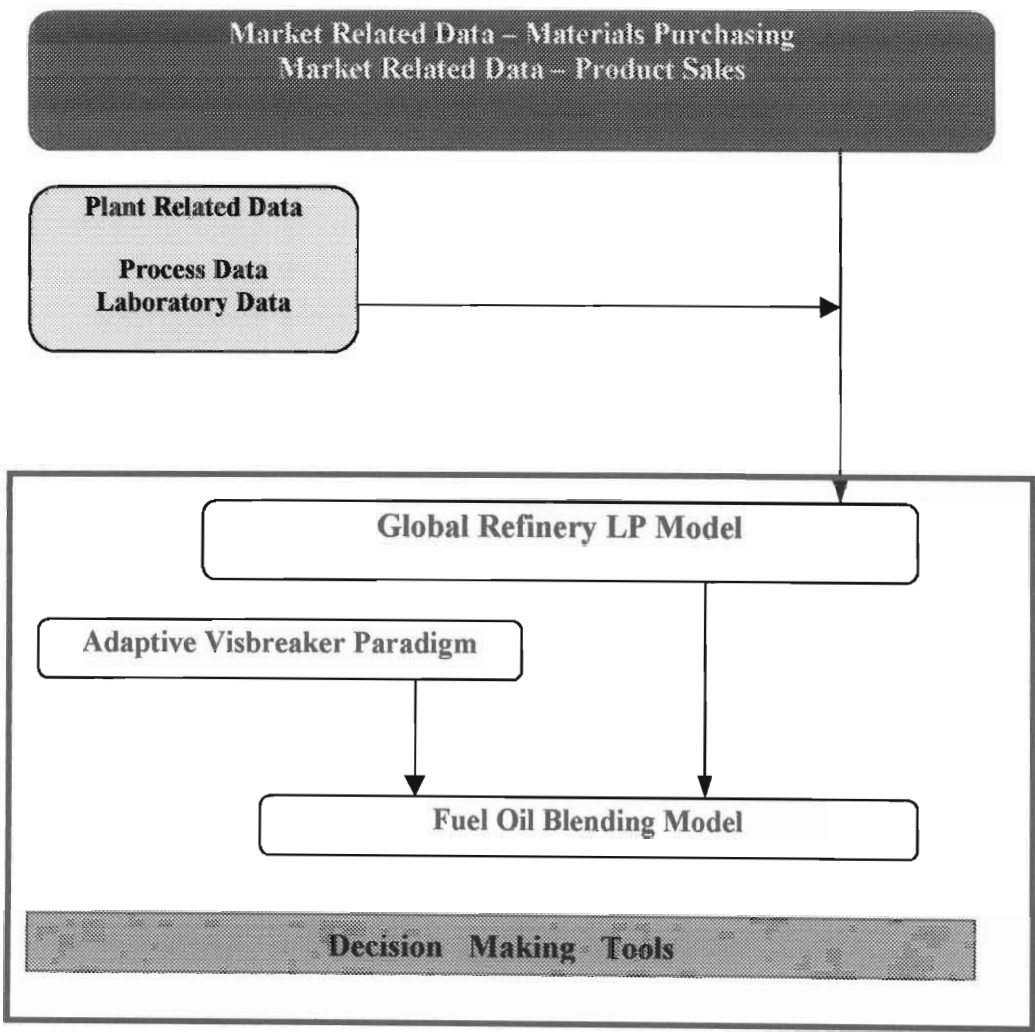 Market Related Data – Materials Purchasing
Market Related Data – Product Sales
Plant Related Data
Process Data
Laboratory Data
Global Refinery LP Model
Adaptive Visbreaker Paradigm
Fuel Oil Blending Model
Decision Making Tools